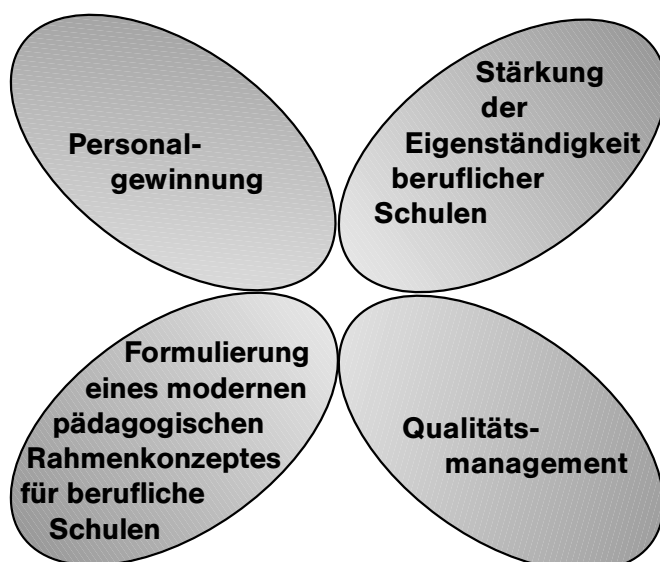 Personal-
gewinnung
Stärkung
der
Eigenständigkeit
beruflicher
Schulen
Formulierung
eines modernen
pädagogischen
Rahmenkonzeptes
für berufliche
Schulen
Qualitäts-
management